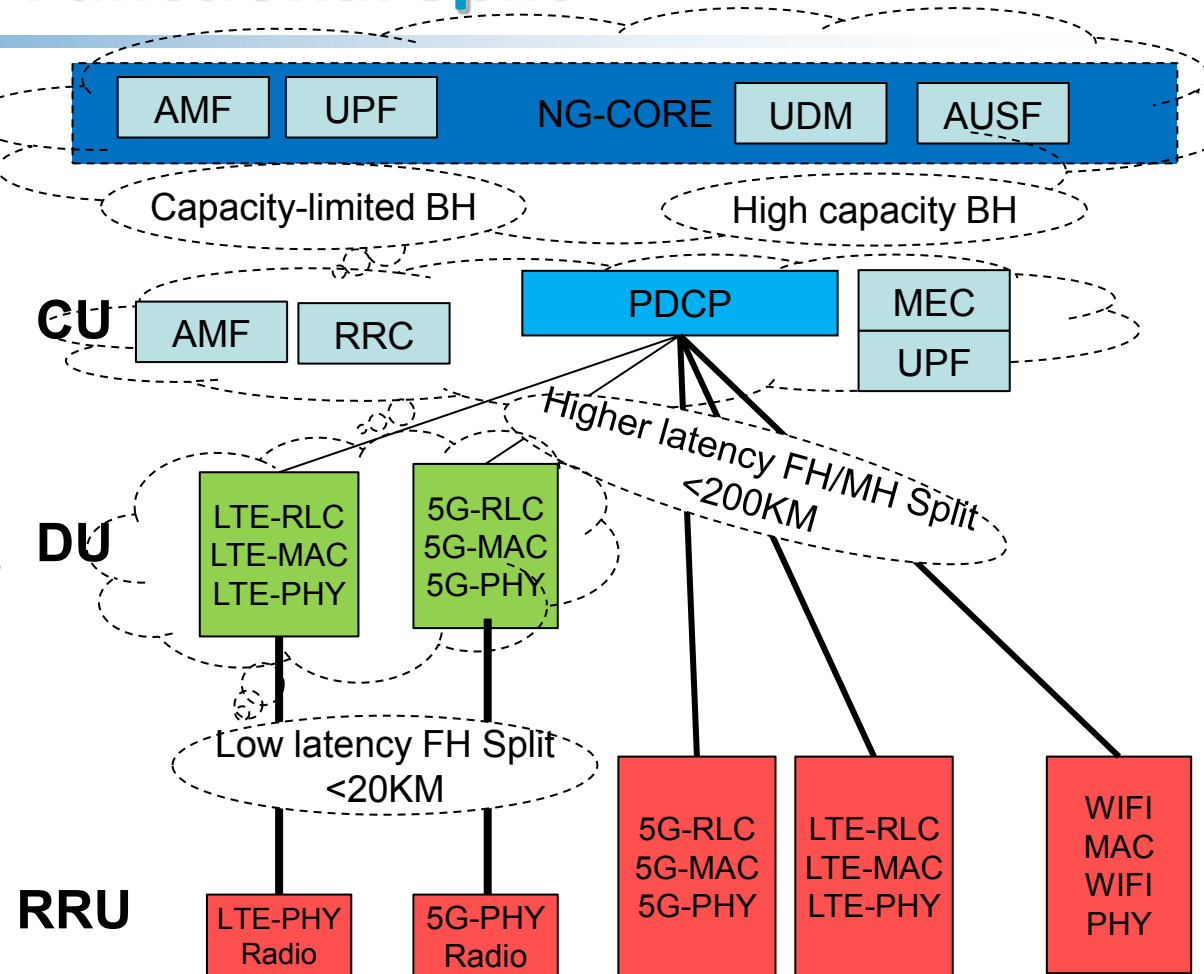 AMF
UPF
NG-CORE
UDM
AUSF
Capacity-limited BH
High capacity BH
CU
AMF
RRC
PDCP
MEC
UPF
Higher latency FH/MH Split
<200KM
DU
LTE-RLC
LTE-MAC
LTE-PHY
5G-RLC
5G-MAC
5G-PHY
Low latency FH Split
<20KM
RRU
LTE-PHY
Radio
5G-PHY
Radio
5G-RLC
5G-MAC
5G-PHY
LTE-RLC
LTE-MAC
LTE-PHY
WIFI
MAC
WIFI
PHY